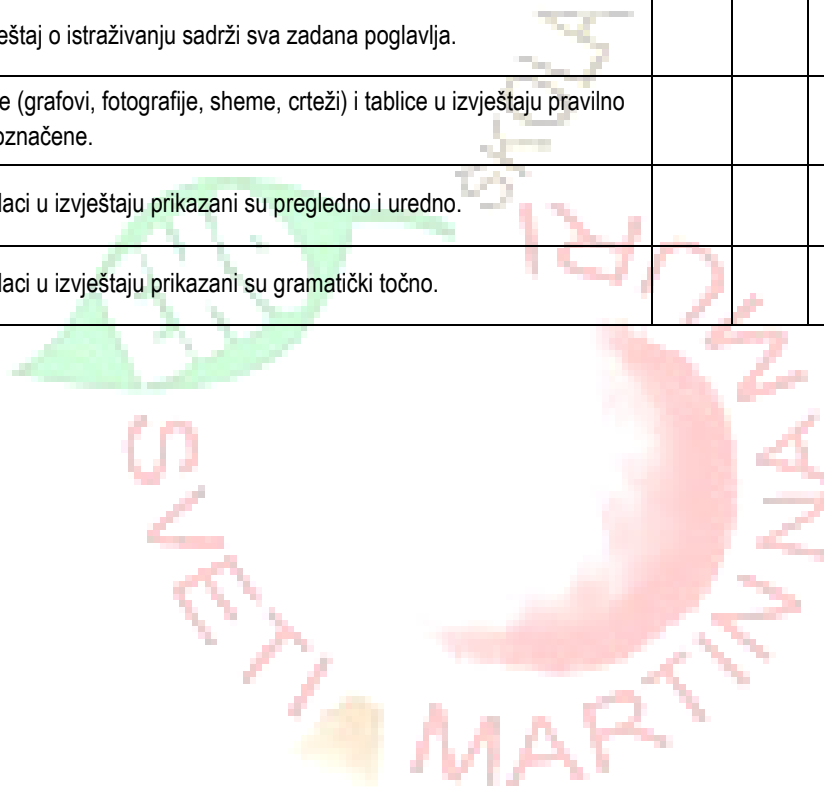 eštaj o istraživanju sadrži sva zadana poglavlja.
e (grafovi, fotografije, sheme, crteži) i tablice u izvještaju pravilno
označene.
laci u izvještaju prikazani su pregledno i uredno.
laci u izvještaju prikazani su gramatički točno.
EKO
ŠKOLA
SVETI MARTIN NA MURI